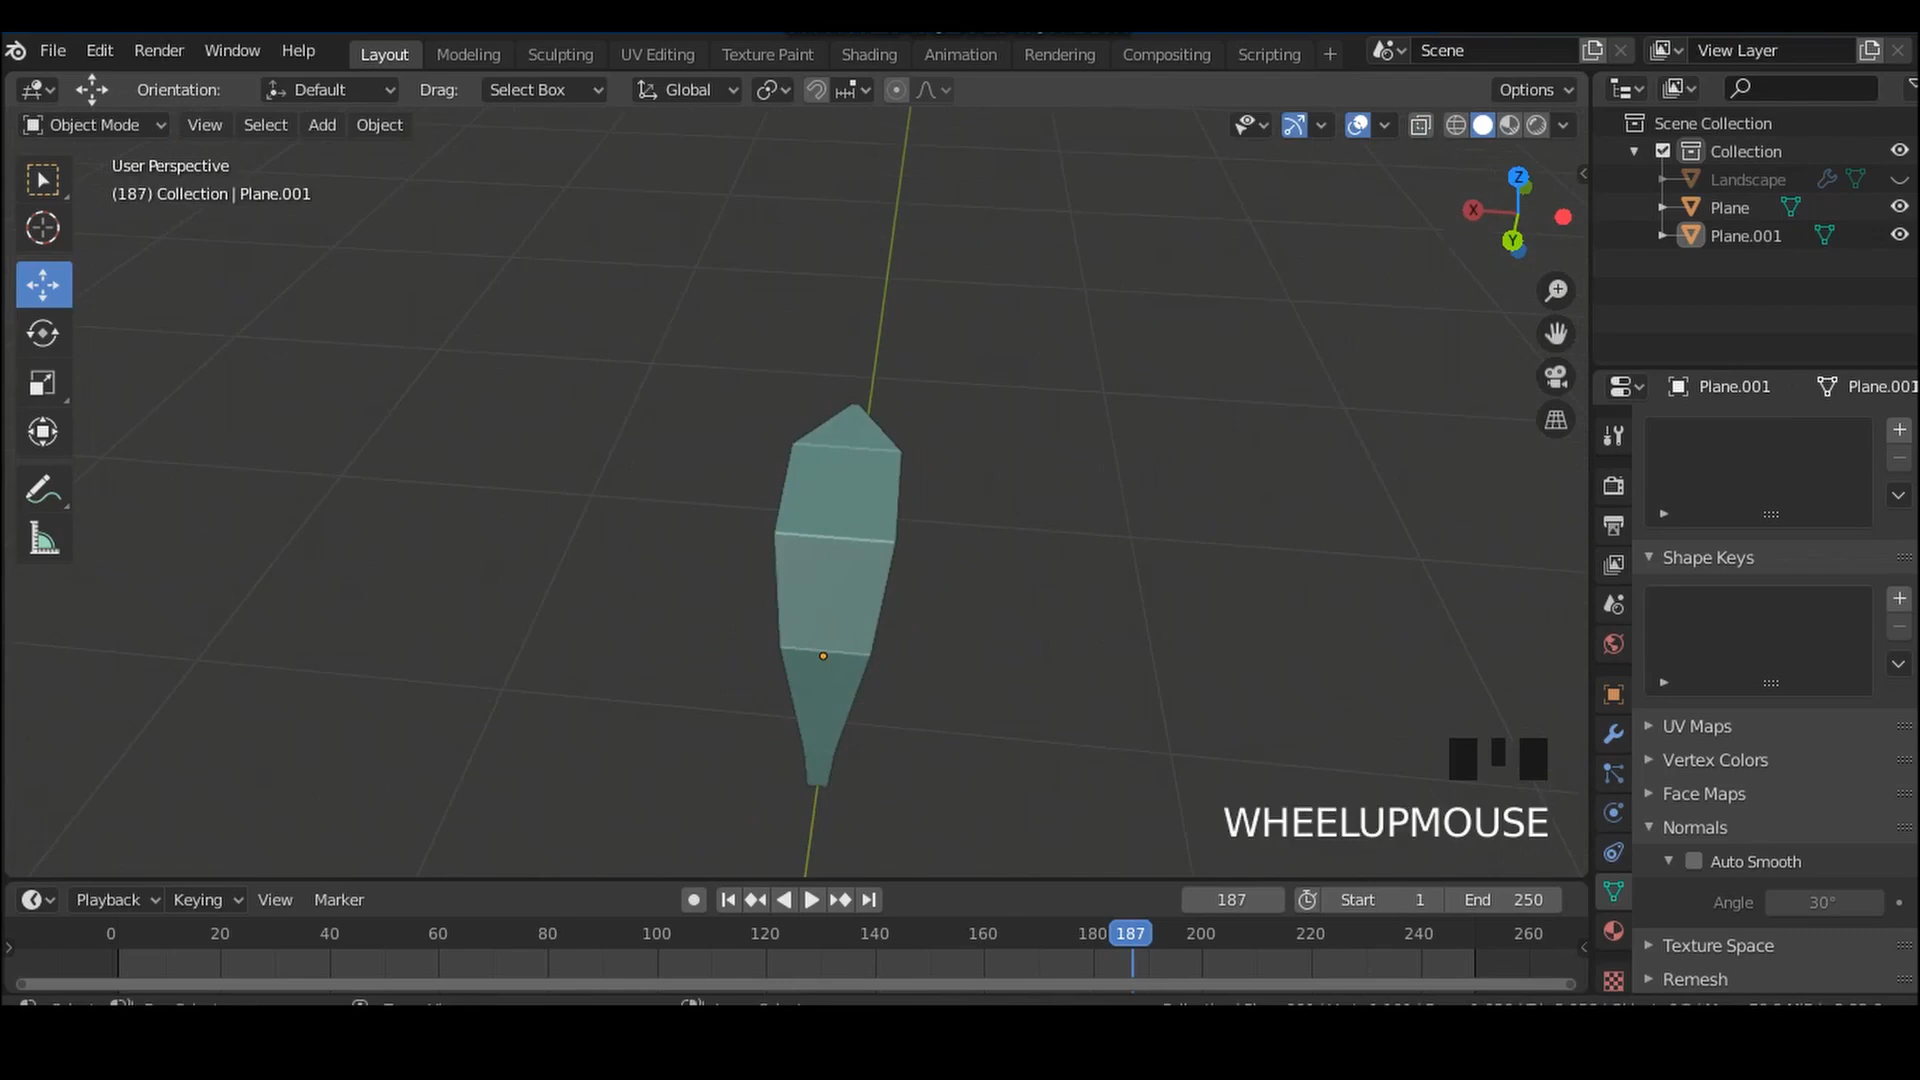 File Edit Render Window Help Layout Modeling Sculpting UV Editing Texture Paint Shading Animation Rendering Compositing Scripting + Scene View Layer
Orientation: Default Drag: Select Box Global Options
Object Mode View Select Add Object
User Perspective
(187) Collection | Plane.001
Z
X
Y
Scene Collection
Collection
Landscape
Plane
Plane.001
Plane.001 Plane.001
Shape Keys
UV Maps
Vertex Colors
Face Maps
Normals
Auto Smooth
Angle 30°
Texture Space
Remesh
WHEELUPMOUSE
Playback Keying View Marker 187 Start 1 End 250
0 20 40 60 80 100 120 140 160 180 187 200 220 240 260